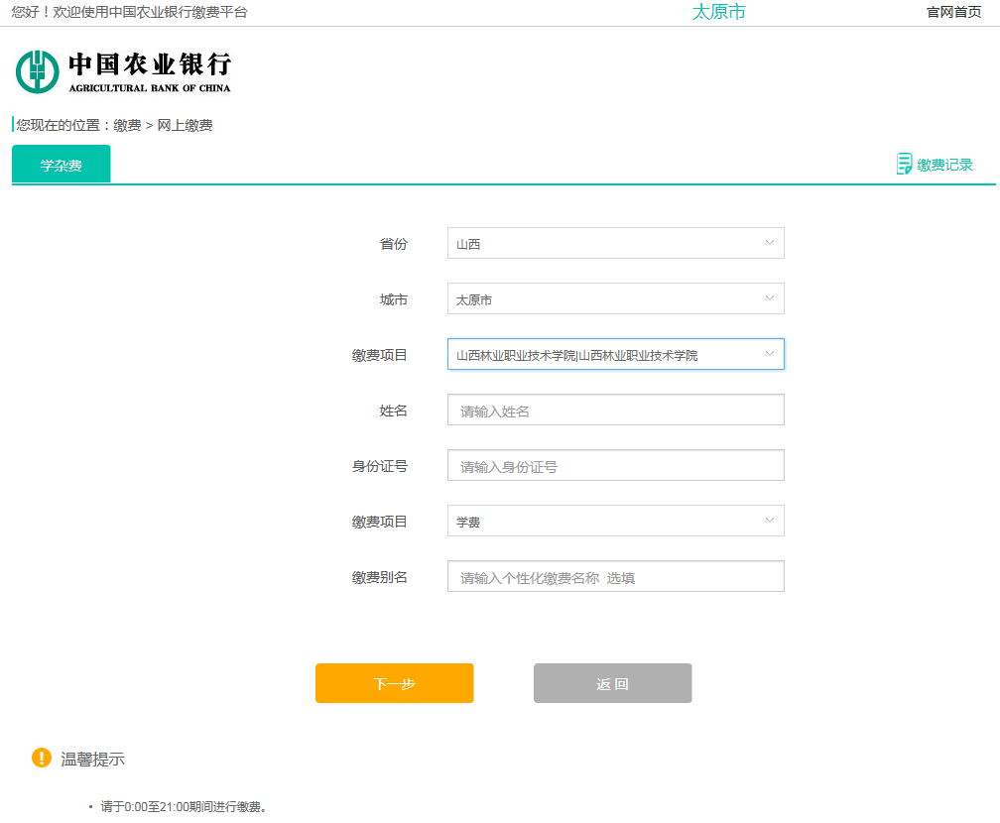 您好！欢迎使用中国农业银行缴费平台 太原市 官网首页
中国农业银行
AGRICULTURAL BANK OF CHINA
您现在的位置：缴费 > 网上缴费
学杂费 缴费记录
省份 山西
城市 太原市
缴费项目 山西林业职业技术学院|山西林业职业技术学院
姓名 请输入姓名
身份证号 请输入身份证号
缴费项目 学费
缴费别名 请输入个性化缴费名称 选填
下一步 返 回
温馨提示
• 请于0:00至21:00期间进行缴费。